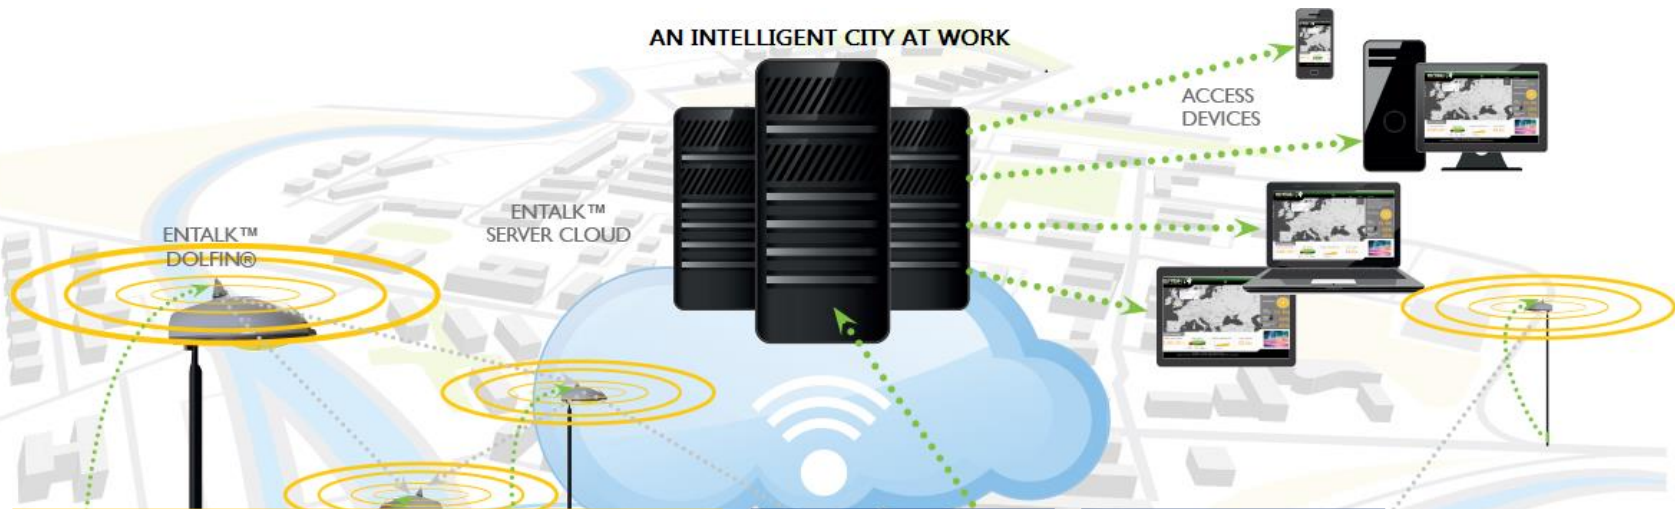 AN INTELLIGENT CITY AT WORK
ACCESS
DEVICES
ENTALK™
SERVER CLOUD
ENTALK™
DOLFIN®